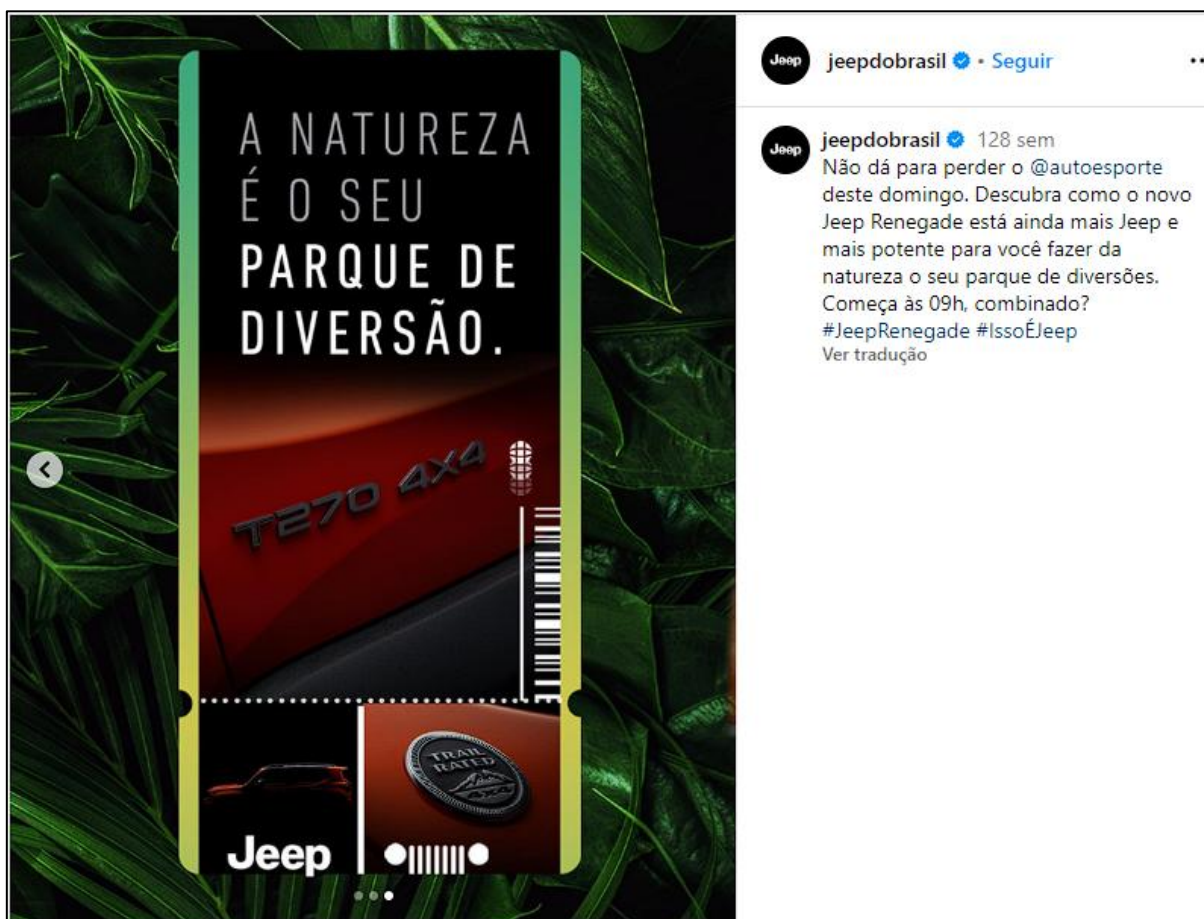 A NATUREZA
É O SEU
PARQUE DE
DIVERSÃO.
T270 4X4
TRAIL
RATED
4x4
Jeep
Jeep
jeepdobrasil • Seguir
Jeep
jeepdobrasil 128 sem
Não dá para perder o @autoesporte
deste domingo. Descubra como o novo
Jeep Renegade está ainda mais Jeep e
mais potente para você fazer da
natureza o seu parque de diversões.
Começa às 09h, combinado?
#JeepRenegade #IssoÉJeep
Ver tradução